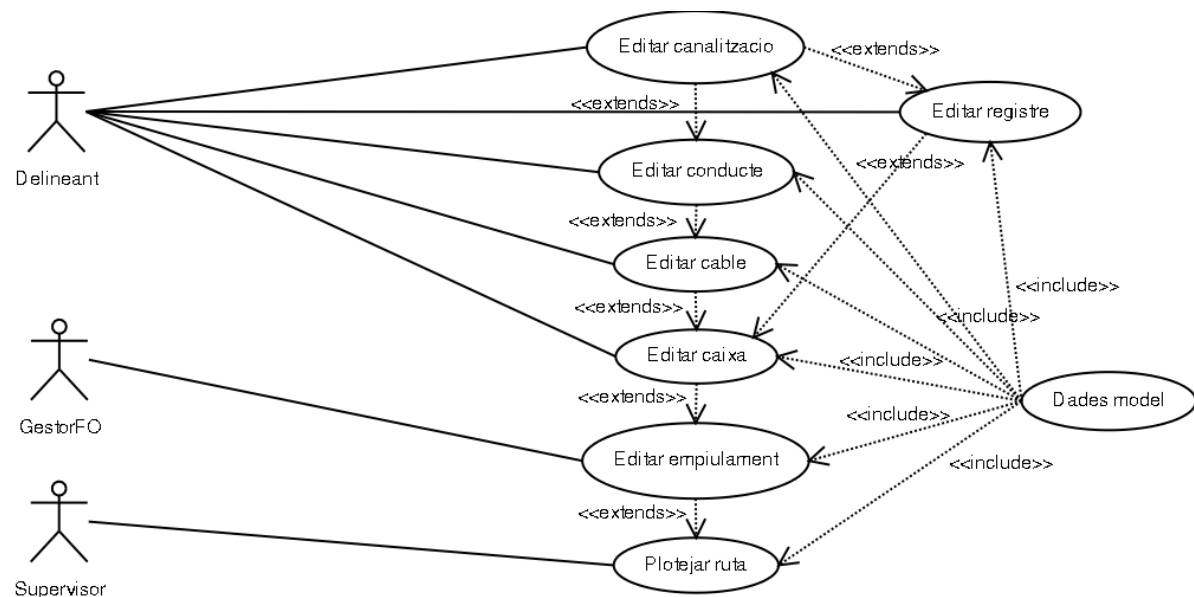 Editar canalitzacio
<<extends>>
<<extends>>
Editar registre
Delineant
<<extends>>
Editar conducte
<<extends>>
Editar cable
<<include>>
<<extends>>
<<include>>
Editar caixa
<<include>>
GestorFO
<<extends>>
Dades model
<<include>>
Editar empiulament
<<include>>
<<extends>>
Plotejar ruta
Supervisor